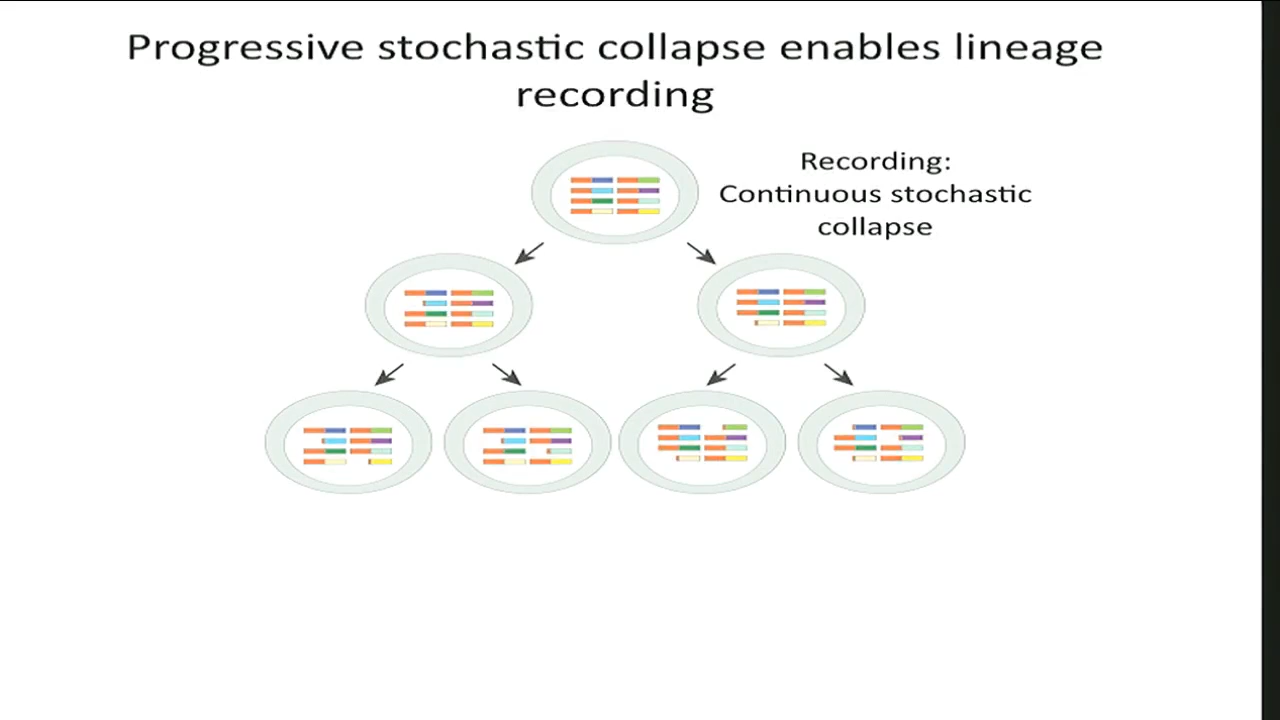 Progressive stochastic collapse enables lineage
recording
Recording:
Continuous stochastic
collapse